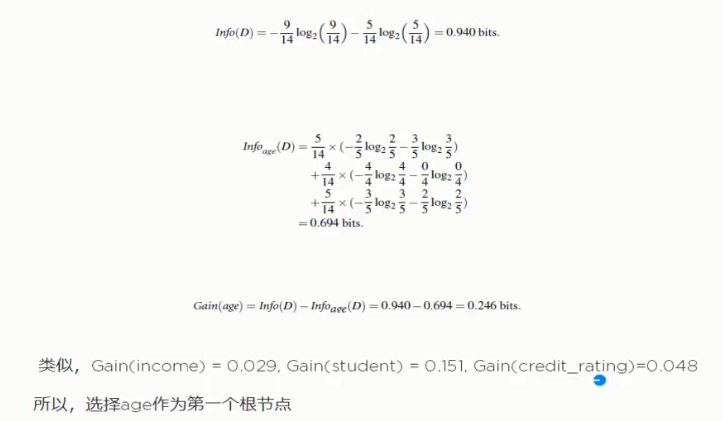 Info(D) = −9/14 log₂(9/14) − 5/14 log₂(5/14) = 0.940 bits.
Info_age(D) = 5/14 × (−2/5 log₂ 2/5 − 3/5 log₂ 3/5)
+ 4/14 × (−4/4 log₂ 4/4 − 0/4 log₂ 0/4)
+ 5/14 × (−3/5 log₂ 3/5 − 2/5 log₂ 2/5)
= 0.694 bits.
Gain(age) = Info(D) − Info_age(D) = 0.940 − 0.694 = 0.246 bits.
类似，Gain(income) = 0.029, Gain(student) = 0.151, Gain(credit_rating)=0.048
所以，选择age作为第一个根节点